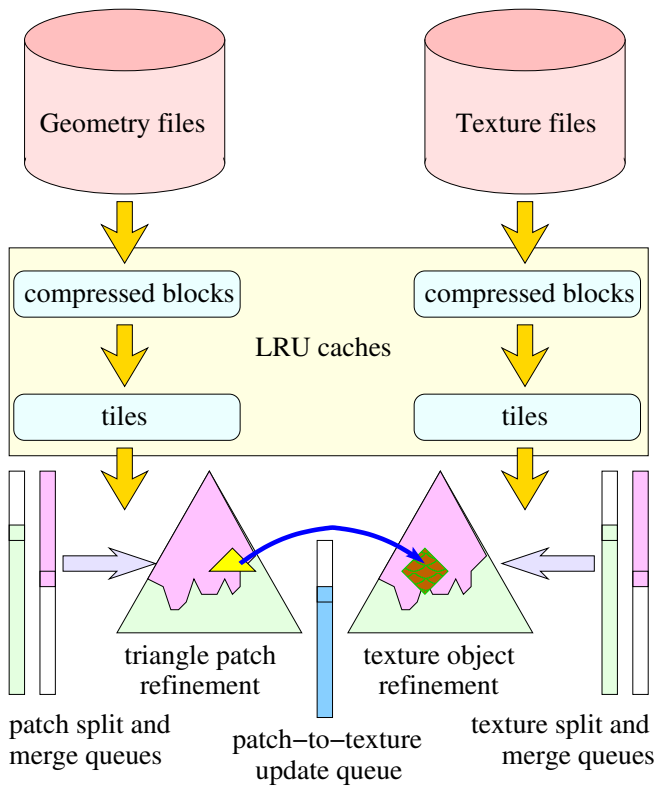 Geometry files
Texture files
compressed blocks
compressed blocks
LRU caches
tiles
tiles
triangle patch
refinement
texture object
refinement
patch split and
merge queues
patch−to−texture
update queue
texture split and
merge queues